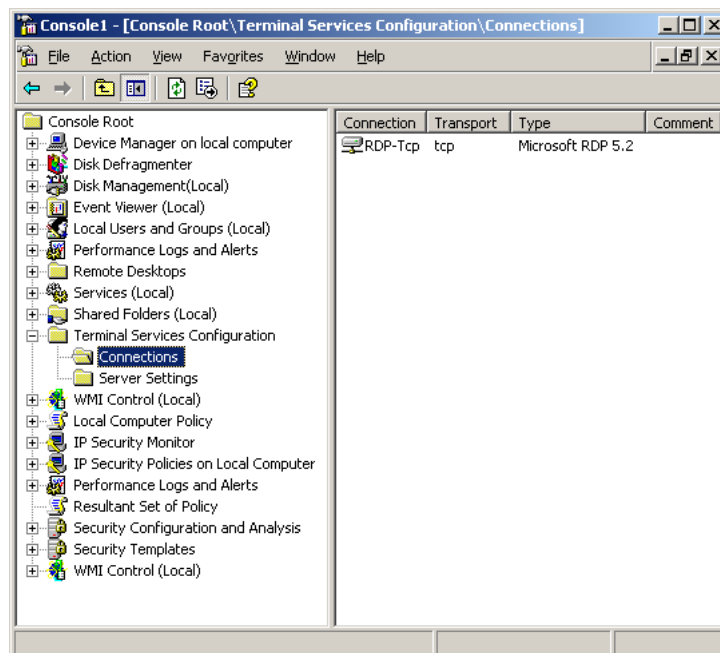 Console1 - [Console Root\Terminal Services Configuration\Connections]
File Action View Favorites Window Help
Console Root
Device Manager on local computer
Disk Defragmenter
Disk Management(Local)
Event Viewer (Local)
Local Users and Groups (Local)
Performance Logs and Alerts
Remote Desktops
Services (Local)
Shared Folders (Local)
Terminal Services Configuration
Connections
Server Settings
WMI Control (Local)
Local Computer Policy
IP Security Monitor
IP Security Policies on Local Computer
Performance Logs and Alerts
Resultant Set of Policy
Security Configuration and Analysis
Security Templates
WMI Control (Local)
Connection Transport Type Comment
RDP-Tcp tcp Microsoft RDP 5.2